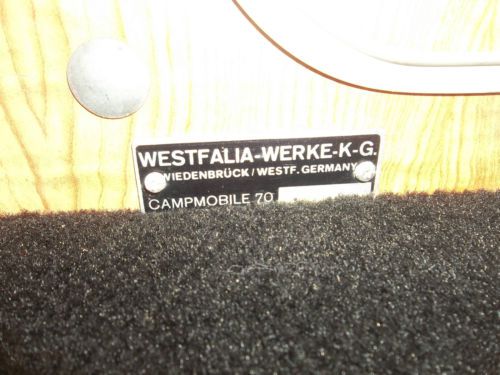 WESTFALIA-WERKE-K-G.
WIEDENBRÜCK/WESTF. GERMANY
CAMPMOBILE 70